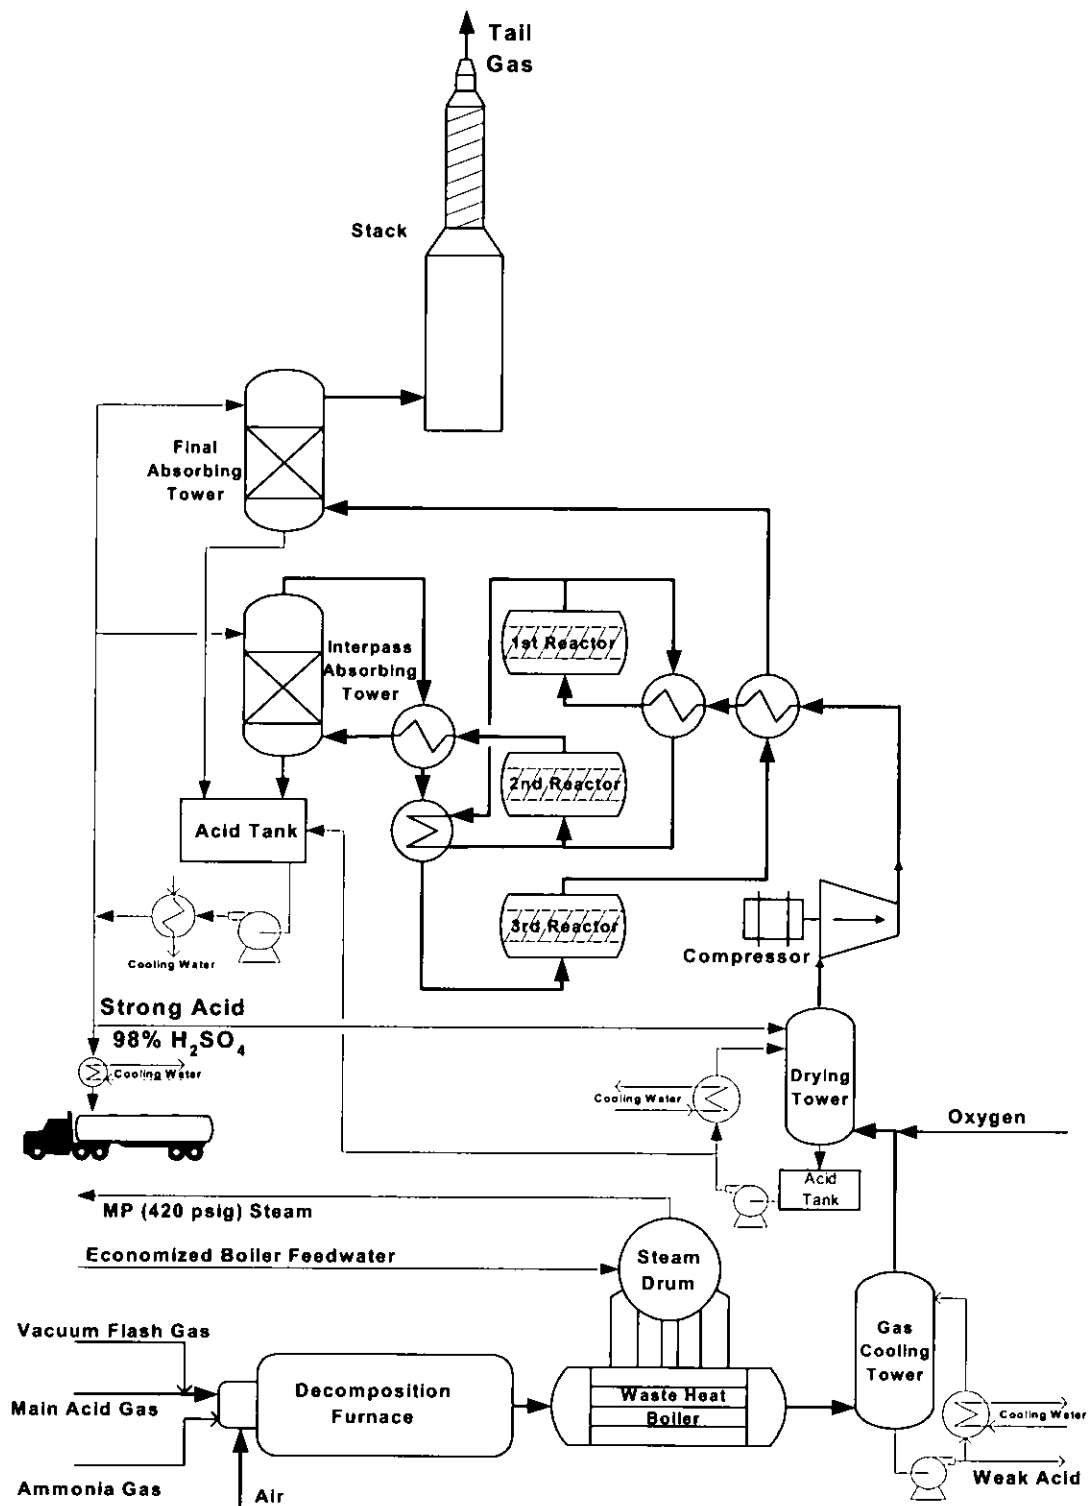 Tail
Gas
Stack
Final
Absorbing
Tower
1st Reactor
Interpass
Absorbing
Tower
2nd Reactor
Acid Tank
3rd Reactor
Compressor
Cooling Water
Strong Acid
98% H₂SO₄
Cooling Water
Drying
Tower
Cooling Water
Oxygen
Acid
Tank
MP (420 psig) Steam
Economized Boiler Feedwater
Steam
Drum
Vacuum Flash Gas
Gas
Cooling
Tower
Main Acid Gas
Decomposition
Furnace
Waste Heat
Boiler
Cooling Water
Weak Acid
Ammonia Gas
Air